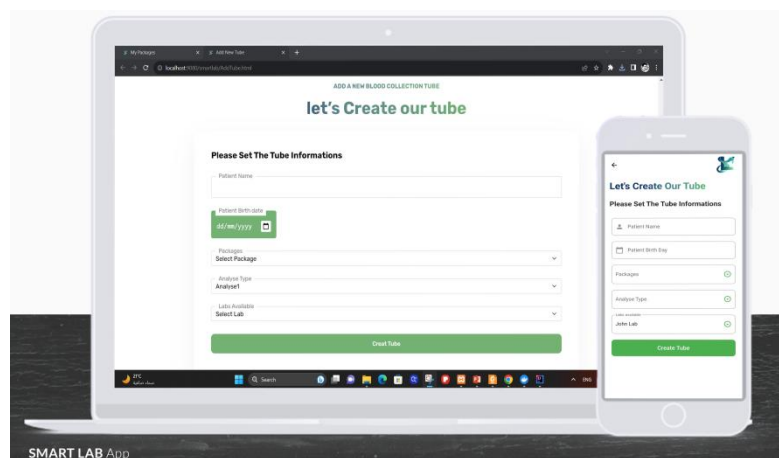 My Packages
Add New Tube
ADD A NEW BLOOD COLLECTION TUBE
let's Create our tube
Please Set The Tube Informations
Patient Name
Patient Birth date
dd/mm/yyyy
Packages
Select Package
Analyse Type
Analyse1
Labs Available
Select Lab
Creat Tube
Search
ENG
Let's Create Our Tube
Please Set The Tube Informations
Patient Name
Patient Birth Day
Packages
Analyse Type
Labs Available
John Lab
Create Tube
SMART LAB App